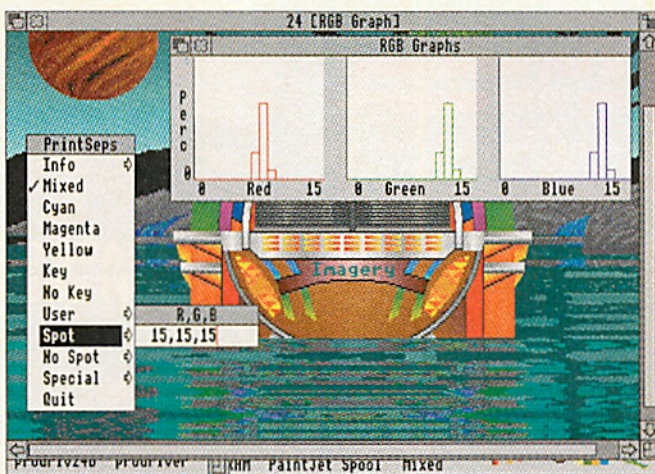 24 [RGB Graph]
RGB Graphs
Perc
0
0 Red 15
0 Green 15
0 Blue 15
PrintSeps
Info
✓ Mixed
Cyan
Magenta
Yellow
Key
No Key
User
Spot
No Spot
Special
Quit
R,G,B
15,15,15
Imagery
PaintJet Spool Mixed